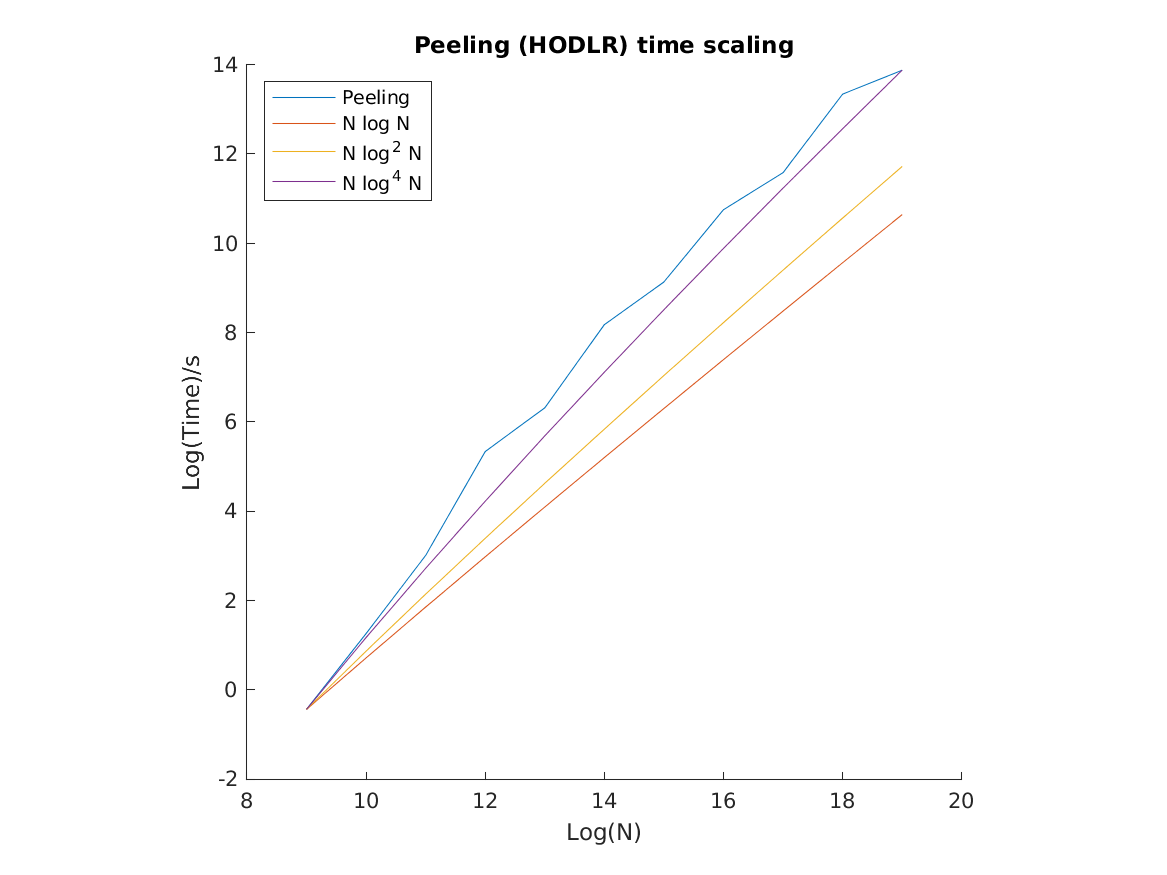 Peeling (HODLR) time scaling
14
12
10
8
6
4
2
0
-2
Log(Time)/s
Peeling
N log N
N log² N
N log⁴ N
8 10 12 14 16 18 20
Log(N)